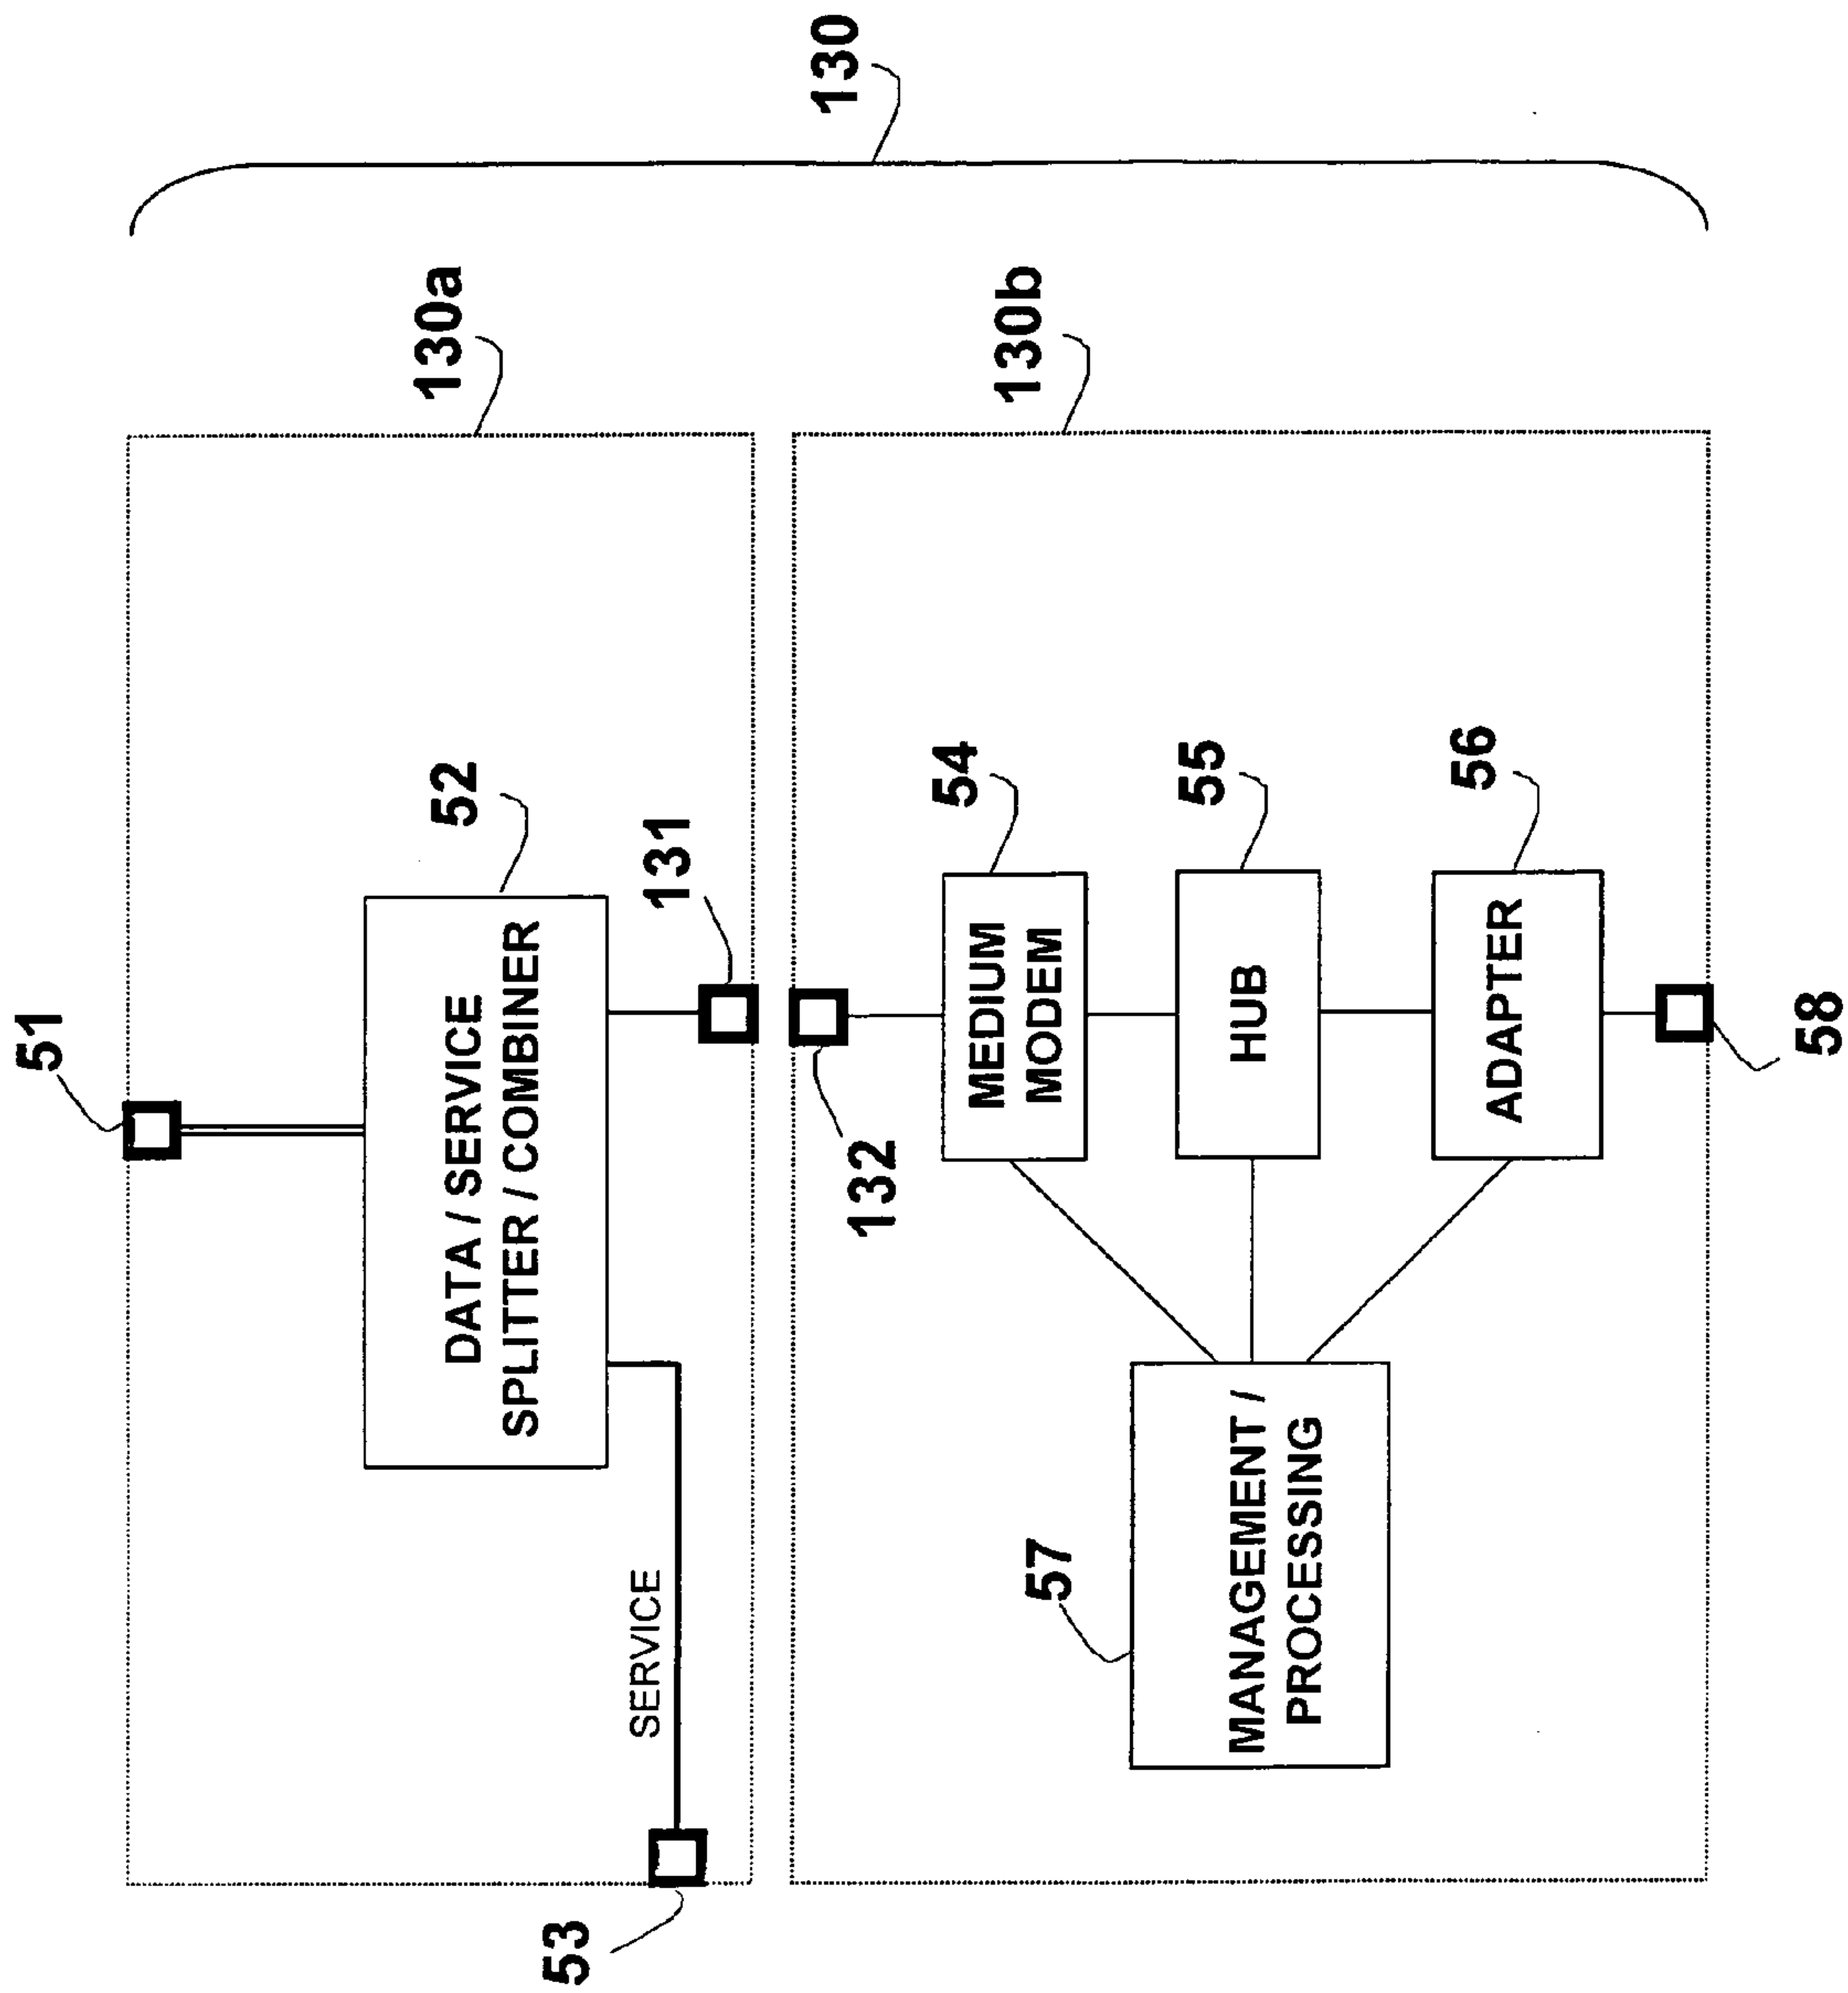 130
130a
130b
51
52
DATA / SERVICE
SPLITTER / COMBINER
131
SERVICE
53
132
54
MEDIUM
MODEM
55
HUB
56
ADAPTER
57
MANAGEMENT /
PROCESSING
58